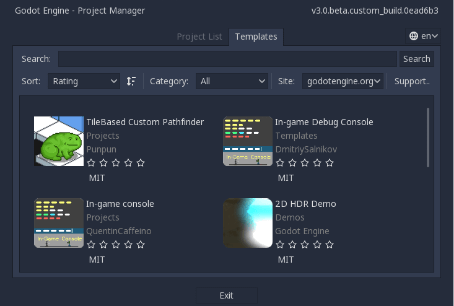 Godot Engine - Project Manager
v3.0.beta.custom_build.0ead6b3
Project List
Templates
en
Search:
Search
Sort:
Rating
Category:
All
Site:
godotengine.org
Support..
TileBased Custom Pathfinder
Projects
Punpun
MIT
In-game Debug Console
Templates
DmitriySalnikov
MIT
In-game console
Projects
QuentinCaffeino
MIT
2D HDR Demo
Demos
Godot Engine
MIT
Exit